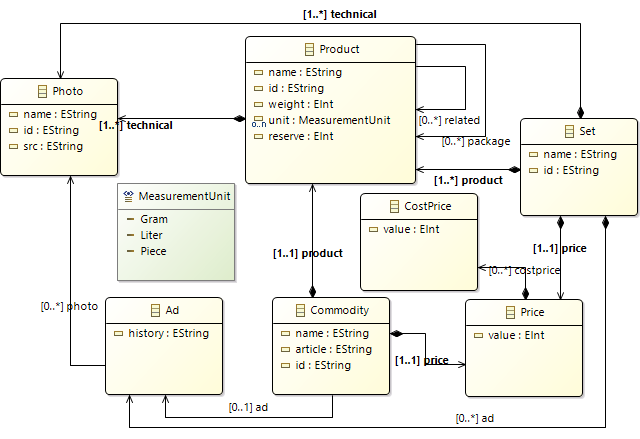 [1..*] technical
Product
name : EString
id : EString
weight : EInt
unit : MeasurementUnit
reserve : EInt
0..n
Photo
name : EString
id : EString
src : EString
[1..*] technical
[0..*] related
[0..*] package
Set
name : EString
id : EString
[1..*] product
MeasurementUnit
Gram
Liter
Piece
CostPrice
value : EInt
[1..1] product
[1..1] price
[0..*] costprice
[0..*] photo
Ad
history : EString
Commodity
name : EString
article : EString
id : EString
Price
value : EInt
[1..1] price
[0..1] ad
[0..*] ad